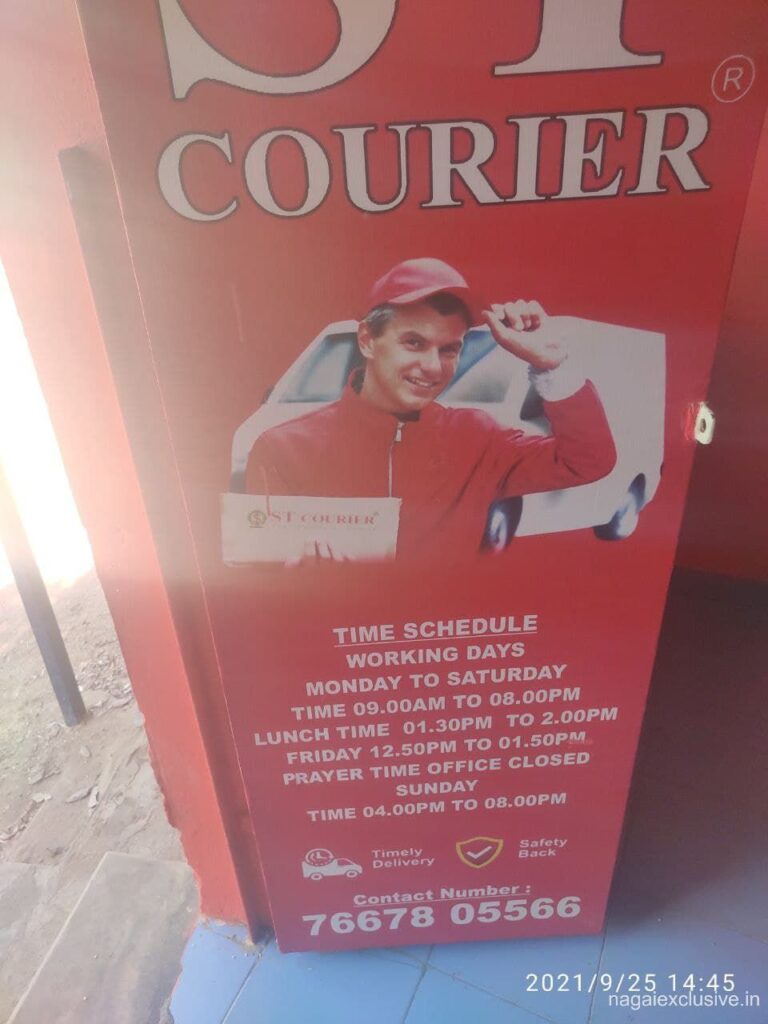 ST
®
COURIER
ST COURIER
TIME SCHEDULE
WORKING DAYS
MONDAY TO SATURDAY
TIME 09.00AM TO 08.00PM
LUNCH TIME 01.30PM TO 2.00PM
FRIDAY 12.50PM TO 01.50PM
PRAYER TIME OFFICE CLOSED
SUNDAY
TIME 04.00PM TO 08.00PM
Timely
Delivery
Safety
Back
Contact Number :
76678 05566
2021/9/25 14:45
nagaiexclusive.in